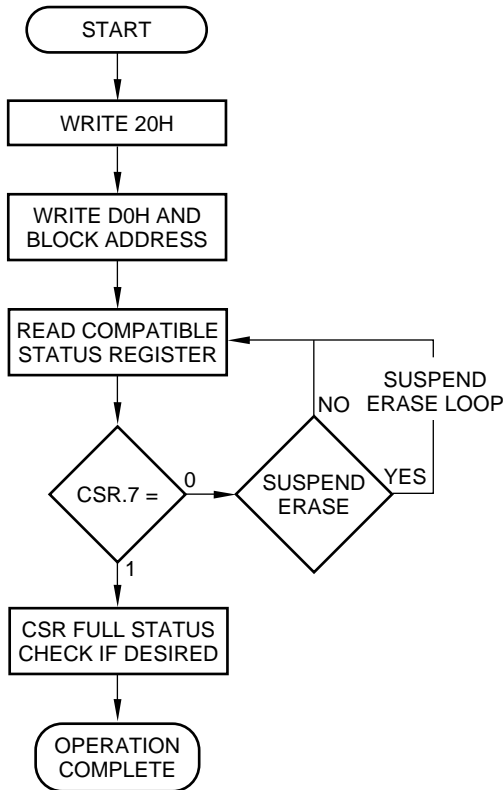 START
WRITE 20H
WRITE D0H AND
BLOCK ADDRESS
READ COMPATIBLE
STATUS REGISTER
SUSPEND
ERASE LOOP
NO
CSR.7 =
0
SUSPEND
ERASE
YES
1
CSR FULL STATUS
CHECK IF DESIRED
OPERATION
COMPLETE